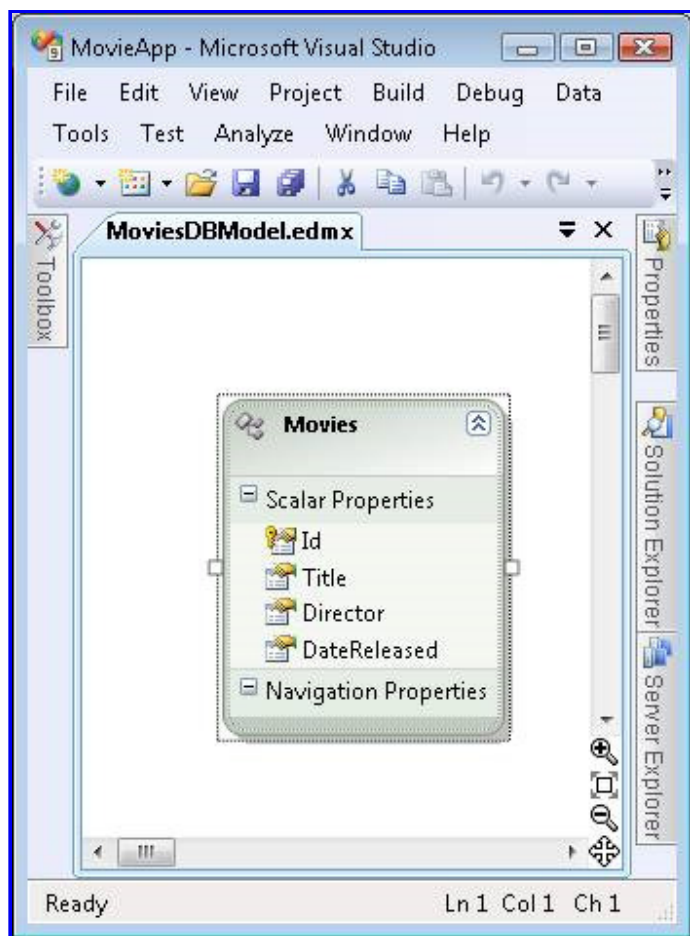 MovieApp - Microsoft Visual Studio
File Edit View Project Build Debug Data
Tools Test Analyze Window Help
MoviesDBModel.edmx
Toolbox
Properties
Solution Explorer
Server Explorer
Movies
Scalar Properties
Id
Title
Director
DateReleased
Navigation Properties
Ready Ln 1 Col 1 Ch 1